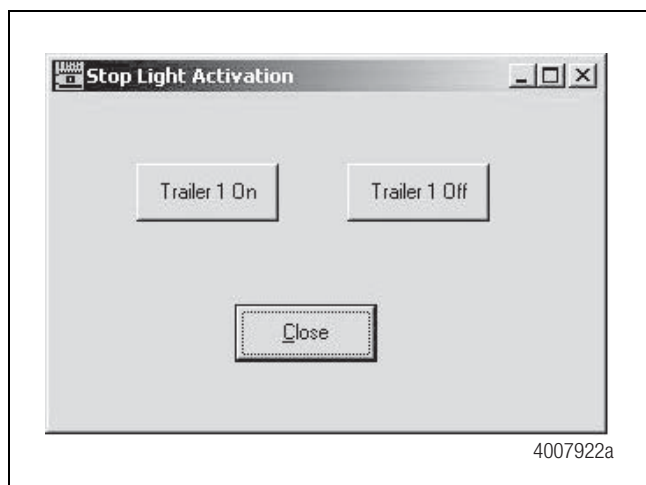 Stop Light Activation
Trailer 1 On
Trailer 1 Off
Close
4007922a